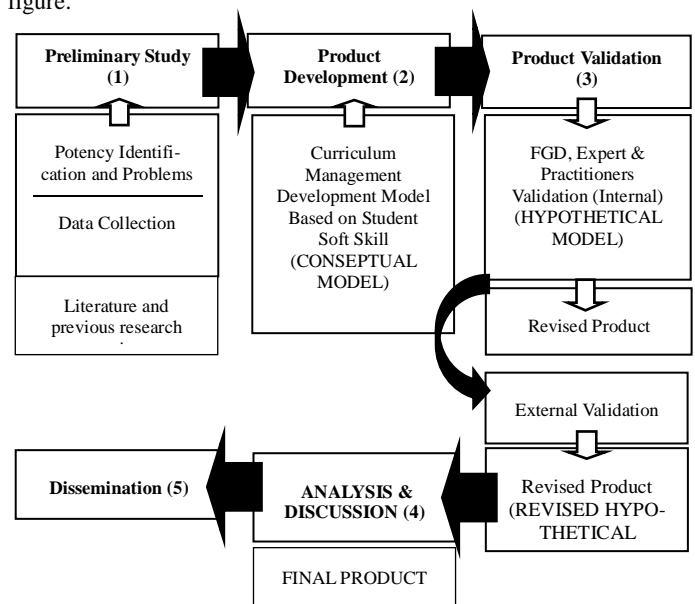 figure.
Preliminary Study
(1)
Product
Development (2)
Product Validation
(3)
Potency Identifi-
cation and Problems
Data Collection
Literature and
previous research
Curriculum
Management
Development Model
Based on Student
Soft Skill
(CONSEPTUAL
MODEL)
FGD, Expert &
Practitioners
Validation (Internal)
(HYPOTHETICAL
MODEL)
Revised Product
External Validation
Revised Product
(REVISED HYPO-
THETICAL
ANALYSIS &
DISCUSSION (4)
FINAL PRODUCT
Dissemination (5)